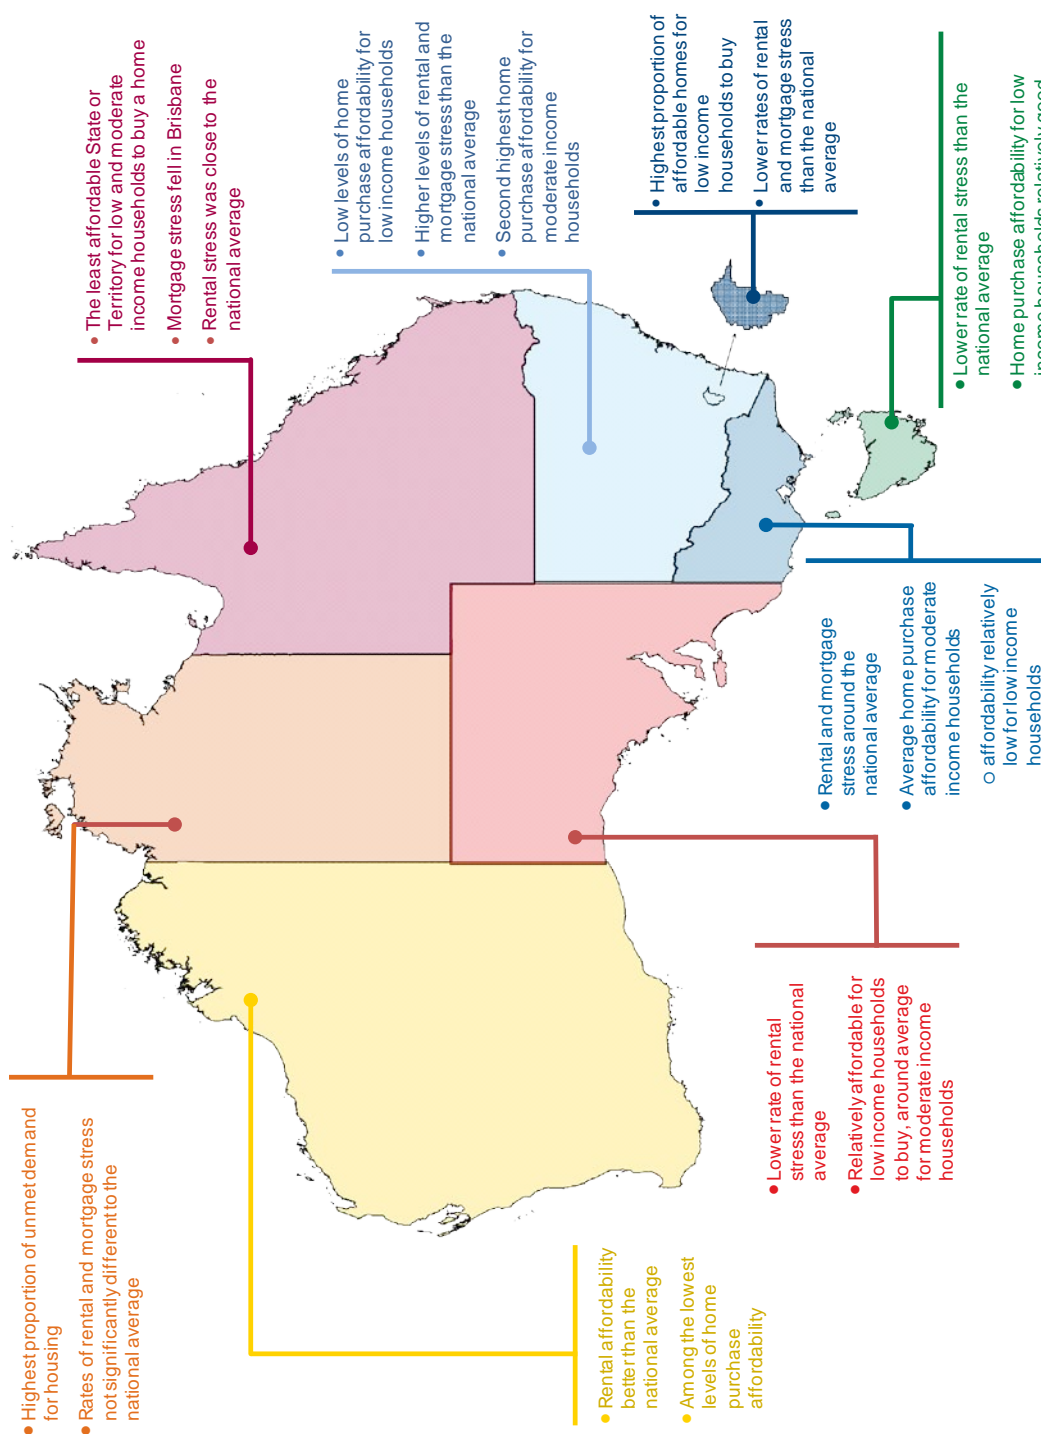 ● Highest proportion of unmet demand
for housing
● Rates of rental and mortgage stress
not significantly different to the
national average
● The least affordable State or
Territory for low and moderate
income households to buy a home
● Mortgage stress fell in Brisbane
● Rental stress was close to the
national average
● Low levels of home
purchase affordability for
low income households
● Higher levels of rental and
mortgage stress than the
national average
● Second highest home
purchase affordability for
moderate income
households
● Highest proportion of
affordable homes for
low income
households to buy
● Lower rates of rental
and mortgage stress
than the national
average
● Lower rate of rental stress than the
national average
● Home purchase affordability for low
income households relatively good
● Rental and mortgage
stress around the
national average
● Average home purchase
affordability for moderate
income households
○ affordability relatively
low for low income
households
● Lower rate of rental
stress than the national
average
● Relatively affordable for
low income households
to buy, around average
for moderate income
households
● Rental affordability
better than the
national average
● Among the lowest
levels of home
purchase
affordability